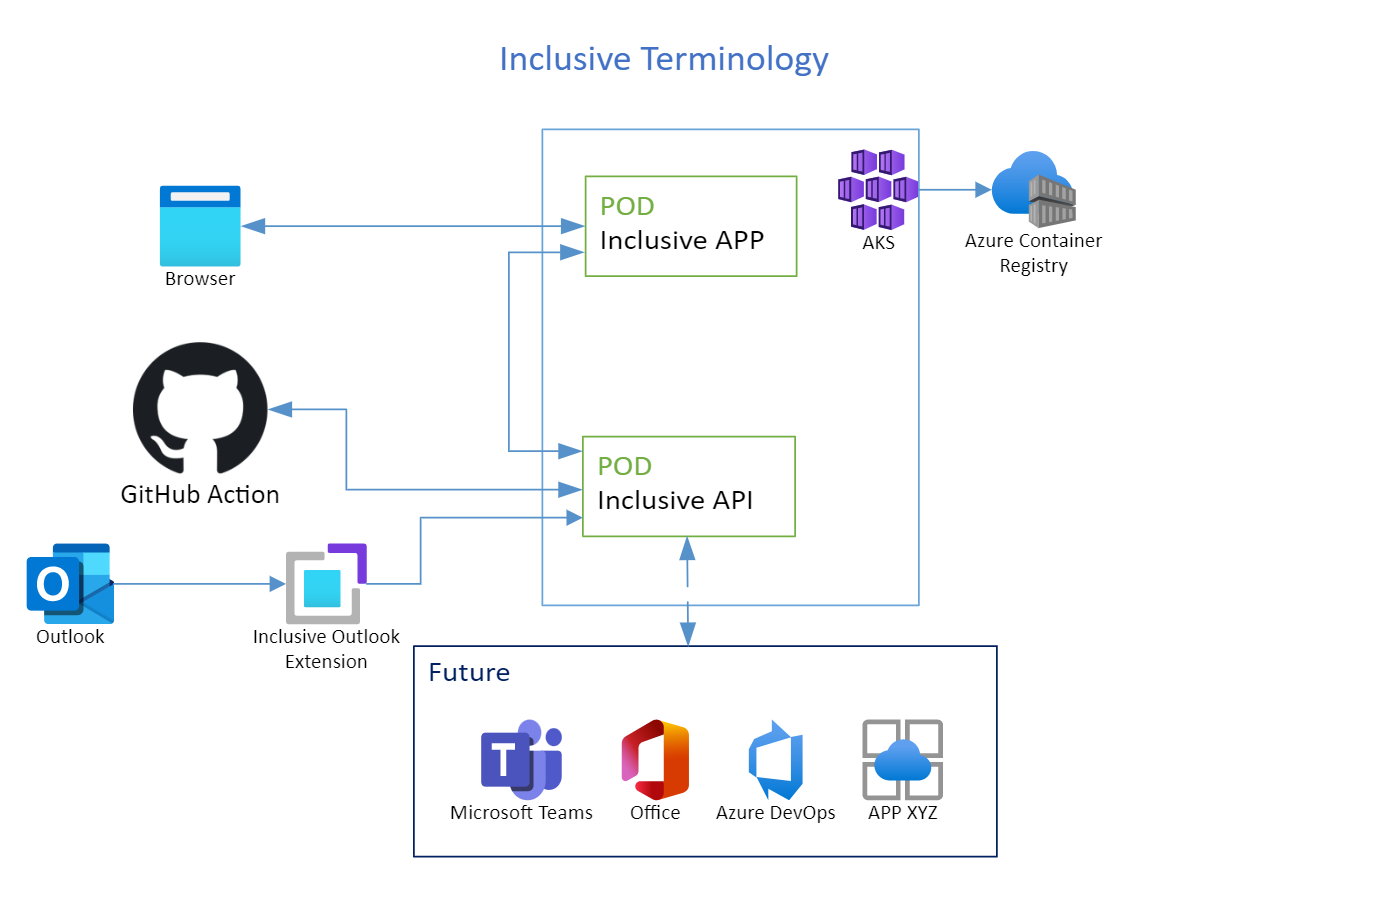 Inclusive Terminology
POD
Inclusive APP
AKS
Azure Container
Registry
Browser
GitHub Action
POD
Inclusive API
O
Outlook
Inclusive Outlook
Extension
Future
T
Microsoft Teams
Office
Azure DevOps
APP XYZ